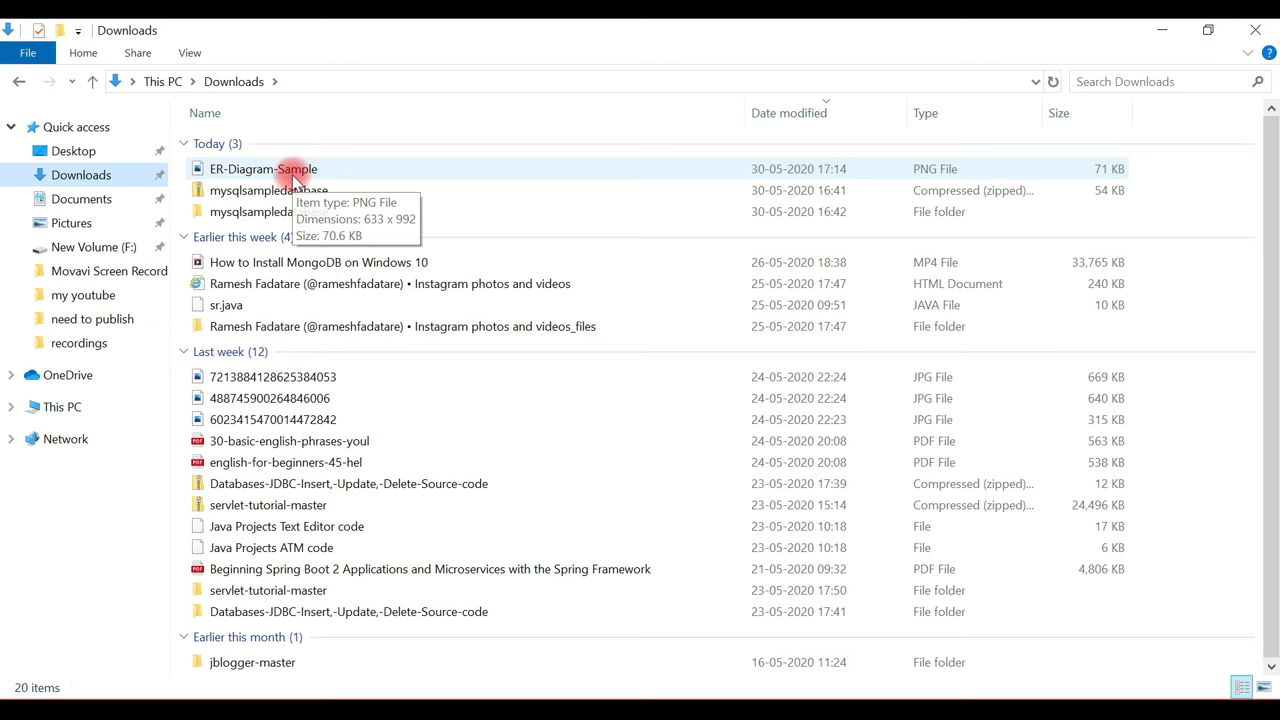 Downloads
File Home Share View
This PC Downloads Search Downloads
Name Date modified Type Size
Quick access
Desktop
Downloads
Documents
Pictures
New Volume (F:)
Movavi Screen Record
my youtube
need to publish
recordings
OneDrive
This PC
Network
Today (3)
ER-Diagram-Sample 30-05-2020 17:14 PNG File 71 KB
mysqlsampledatabase 30-05-2020 16:41 Compressed (zipped)... 54 KB
mysqlsampleda 30-05-2020 16:42 File folder
Item type: PNG File
Dimensions: 633 x 992
Size: 70.6 KB
Earlier this week (4)
How to Install MongoDB on Windows 10 26-05-2020 18:38 MP4 File 33,765 KB
Ramesh Fadatare (@rameshfadatare) • Instagram photos and videos 25-05-2020 17:47 HTML Document 240 KB
sr.java 25-05-2020 09:51 JAVA File 10 KB
Ramesh Fadatare (@rameshfadatare) • Instagram photos and videos_files 25-05-2020 17:47 File folder
Last week (12)
7213884128625384053 24-05-2020 22:24 JPG File 669 KB
488745900264846006 24-05-2020 22:24 JPG File 640 KB
6023415470014472842 24-05-2020 22:23 JPG File 315 KB
30-basic-english-phrases-youl 24-05-2020 20:08 PDF File 563 KB
english-for-beginners-45-hel 24-05-2020 20:08 PDF File 538 KB
Databases-JDBC-Insert,-Update,-Delete-Source-code 23-05-2020 17:39 Compressed (zipped)... 12 KB
servlet-tutorial-master 23-05-2020 15:14 Compressed (zipped)... 24,496 KB
Java Projects Text Editor code 23-05-2020 10:18 File 17 KB
Java Projects ATM code 23-05-2020 10:18 File 6 KB
Beginning Spring Boot 2 Applications and Microservices with the Spring Framework 21-05-2020 09:32 PDF File 4,806 KB
servlet-tutorial-master 23-05-2020 17:50 File folder
Databases-JDBC-Insert,-Update,-Delete-Source-code 23-05-2020 17:41 File folder
Earlier this month (1)
jblogger-master 16-05-2020 11:24 File folder
20 items